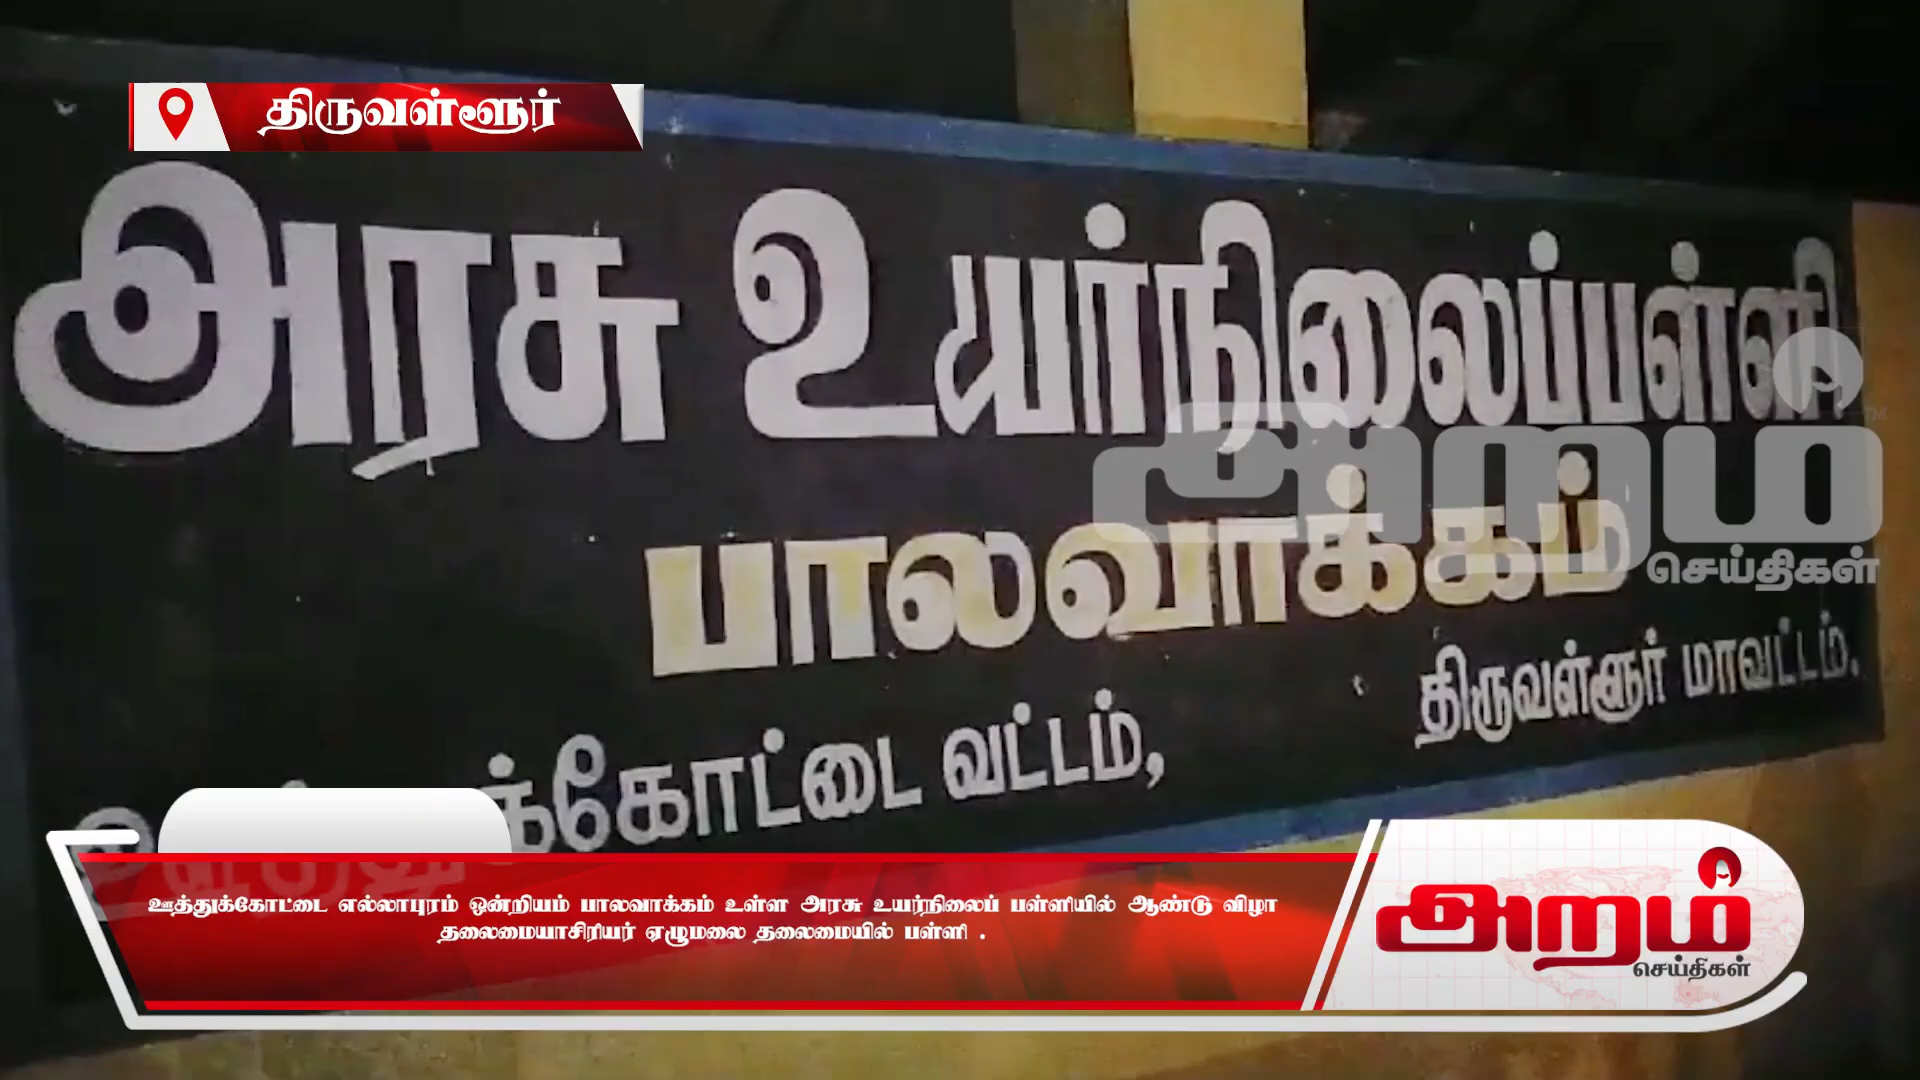 திருவள்ளூர்
அரசு உயர்நிலைப்பள்ளி
பாலவாக்கம்
அறம்
செய்திகள்
வட்டம்,
திருவள்ளூர் மாவட்டம்.
ஊத்துக்கோட்டை எல்லாபுரம் ஒன்றியம் பாலவாக்கம் உள்ள அரசு உயர்நிலைப் பள்ளியில் ஆண்டு விழா
தலைமையாசிரியர் ஏழுமலை தலைமையில் பள்ளி .
அறம்
செய்திகள்